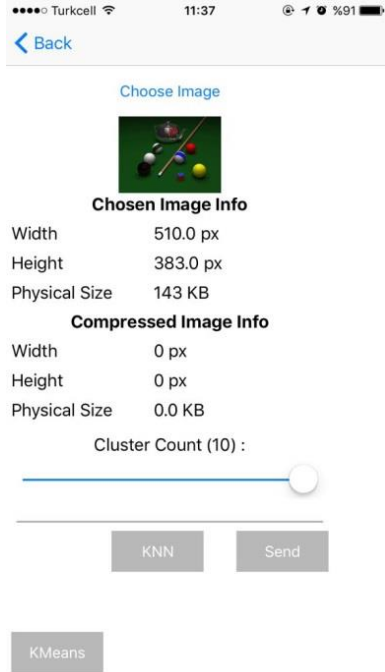 Turkcell 11:37 %91
Back
Choose Image
Chosen Image Info
Width 510.0 px
Height 383.0 px
Physical Size 143 KB
Compressed Image Info
Width 0 px
Height 0 px
Physical Size 0.0 KB
Cluster Count (10) :
KNN Send
KMeans